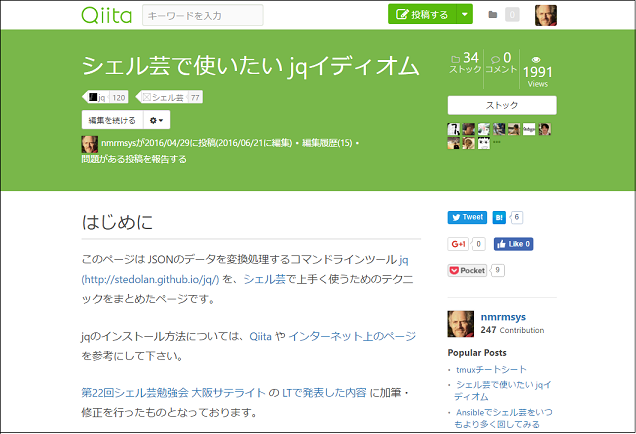 Qiita
キーワードを入力
投稿する
0
シェル芸で使いたい jqイディオム
34
ストック
0
コメント
1991
Views
jq 120
シェル芸 77
編集を続ける
ストック
nmrmsysが2016/04/29に投稿(2016/06/21に編集) • 編集履歴(15) •
問題がある投稿を報告する
はじめに
このページは JSONのデータを変換処理するコマンドラインツール jq
(http://stedolan.github.io/jq/) を、シェル芸で上手く使うためのテクニ
ックをまとめたページです。
jqのインストール方法については、Qiita や インターネット上のページ
を参考にして下さい。
第22回シェル芸勉強会 大阪サテライト の LTで発表した内容 に加筆・
修正を行ったものとなっております。
Tweet
B! 6
G+1 0
Like 0
Pocket 9
nmrmsys
247 Contribution
Popular Posts
tmuxチートシート
シェル芸で使いたい jqイ
ディオム
Ansibleでシェル芸をいつ
もより多く回してみる